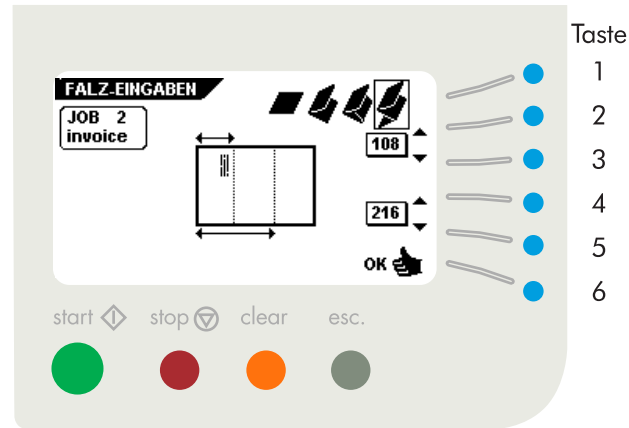 Taste
FALZ-EINGABEN
1
JOB 2
invoice
2
108
3
216
4
5
OK
6
start stop clear esc.